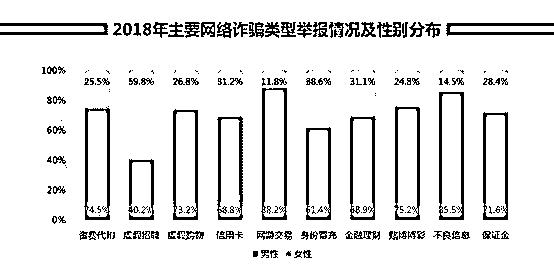 2018年主要网络诈骗类型举报情况及性别分布
100% 80% 60% 40% 20% 0%
25.5% 59.8% 26.8% 31.2% 11.8% 38.6% 31.1% 24.8% 14.5% 28.4%
74.5% 40.2% 73.2% 68.8% 88.2% 61.4% 68.9% 75.2% 85.5% 71.6%
虚假招聘 虚假购物 信用卡 网游交易 身份冒充 金融理财 赌博博彩 不良信息 保证金
男性 女性